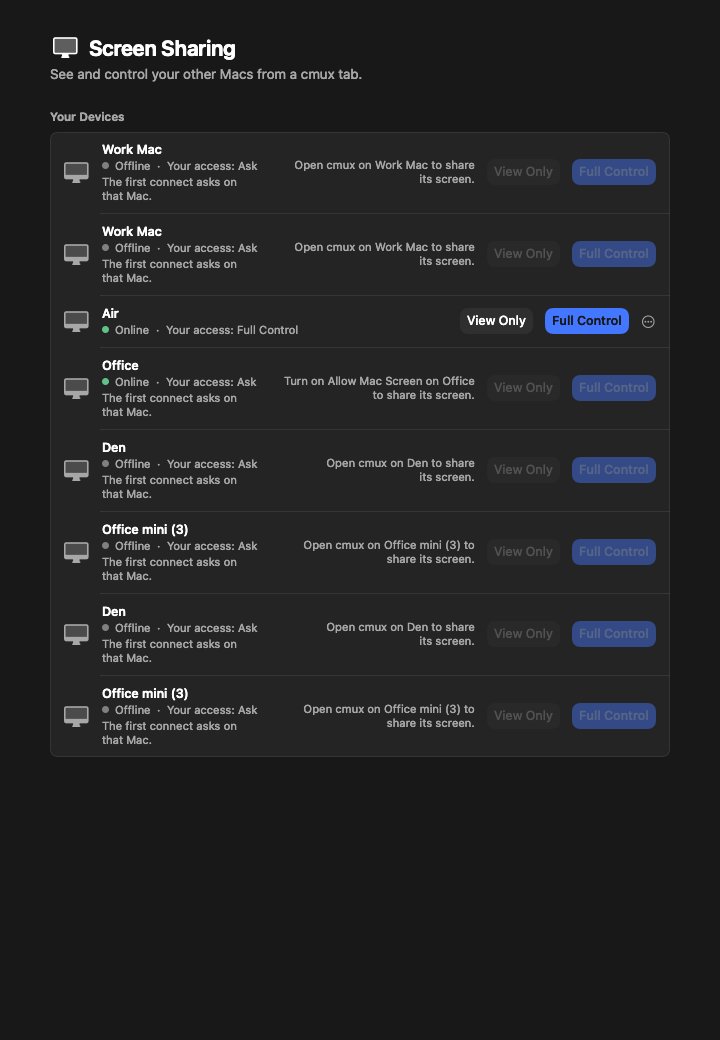 Screen Sharing
See and control your other Macs from a cmux tab.
Your Devices
Work Mac
Offline · Your access: Ask
The first connect asks on
that Mac.
Open cmux on Work Mac to share
its screen.
View Only
Full Control
Work Mac
Offline · Your access: Ask
The first connect asks on
that Mac.
Open cmux on Work Mac to share
its screen.
View Only
Full Control
Air
Online · Your access: Full Control
View Only
Full Control
Office
Online · Your access: Ask
The first connect asks on
that Mac.
Turn on Allow Mac Screen on Office
to share its screen.
View Only
Full Control
Den
Offline · Your access: Ask
The first connect asks on
that Mac.
Open cmux on Den to share
its screen.
View Only
Full Control
Office mini (3)
Offline · Your access: Ask
The first connect asks on
that Mac.
Open cmux on Office mini (3) to
share its screen.
View Only
Full Control
Den
Offline · Your access: Ask
The first connect asks on
that Mac.
Open cmux on Den to share
its screen.
View Only
Full Control
Office mini (3)
Offline · Your access: Ask
The first connect asks on
that Mac.
Open cmux on Office mini (3) to
share its screen.
View Only
Full Control